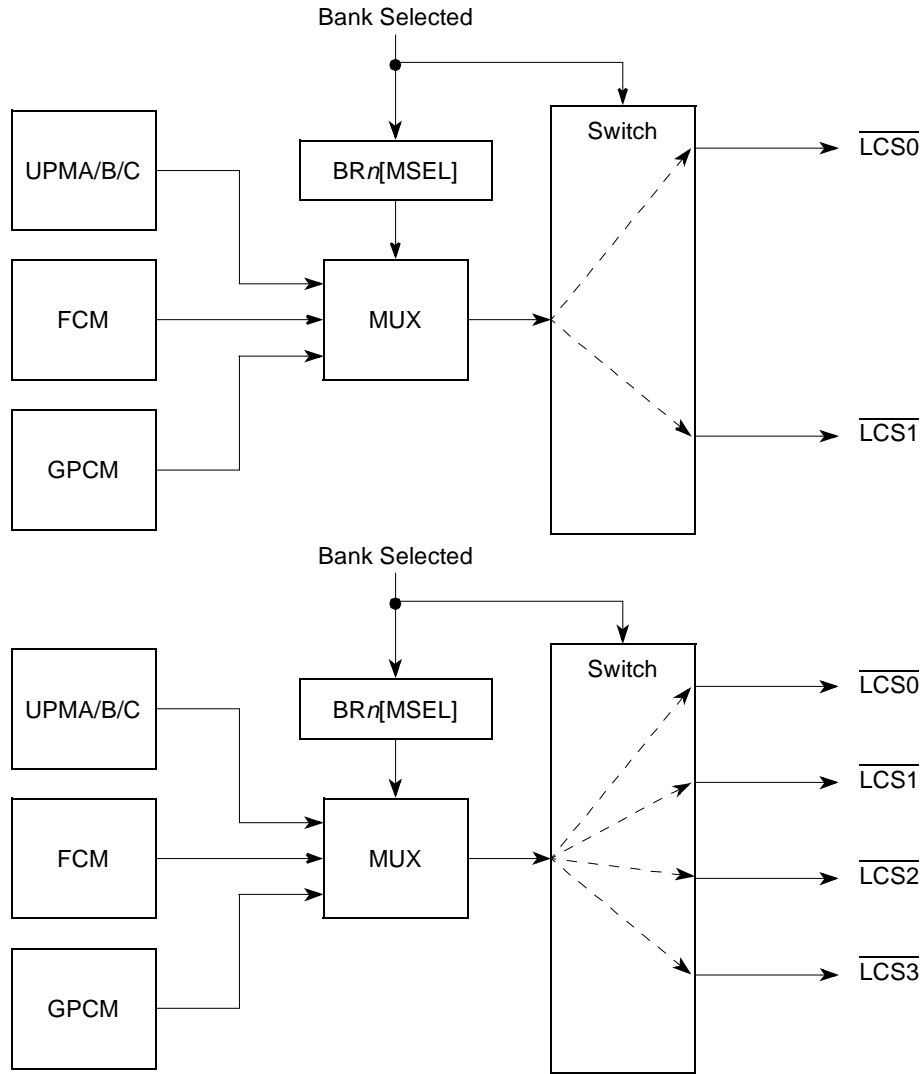 Bank Selected
Switch
LCS0
UPMA/B/C
BRn[MSEL]
FCM
MUX
LCS1
GPCM
Bank Selected
Switch
LCS0
UPMA/B/C
BRn[MSEL]
LCS1
FCM
MUX
LCS2
LCS3
GPCM